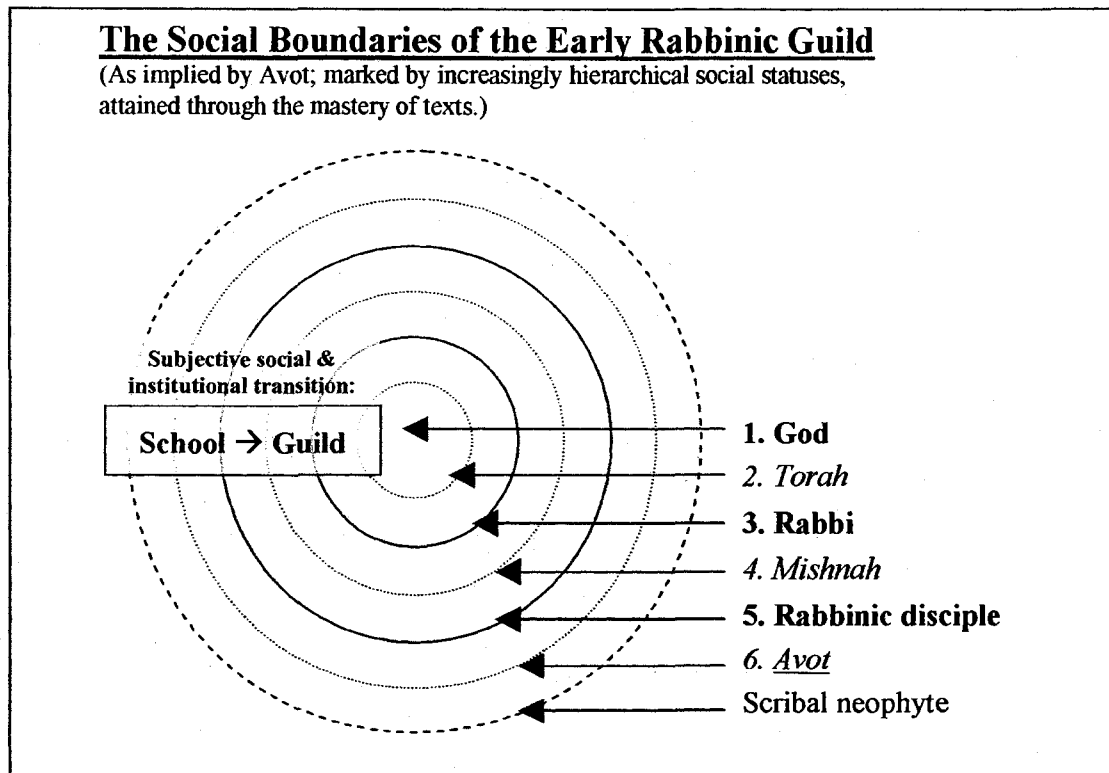 The Social Boundaries of the Early Rabbinic Guild
(As implied by Avot; marked by increasingly hierarchical social statuses,
attained through the mastery of texts.)
Subjective social &
institutional transition:
School → Guild
1. God
2. Torah
3. Rabbi
4. Mishnah
5. Rabbinic disciple
6. Avot
Scribal neophyte